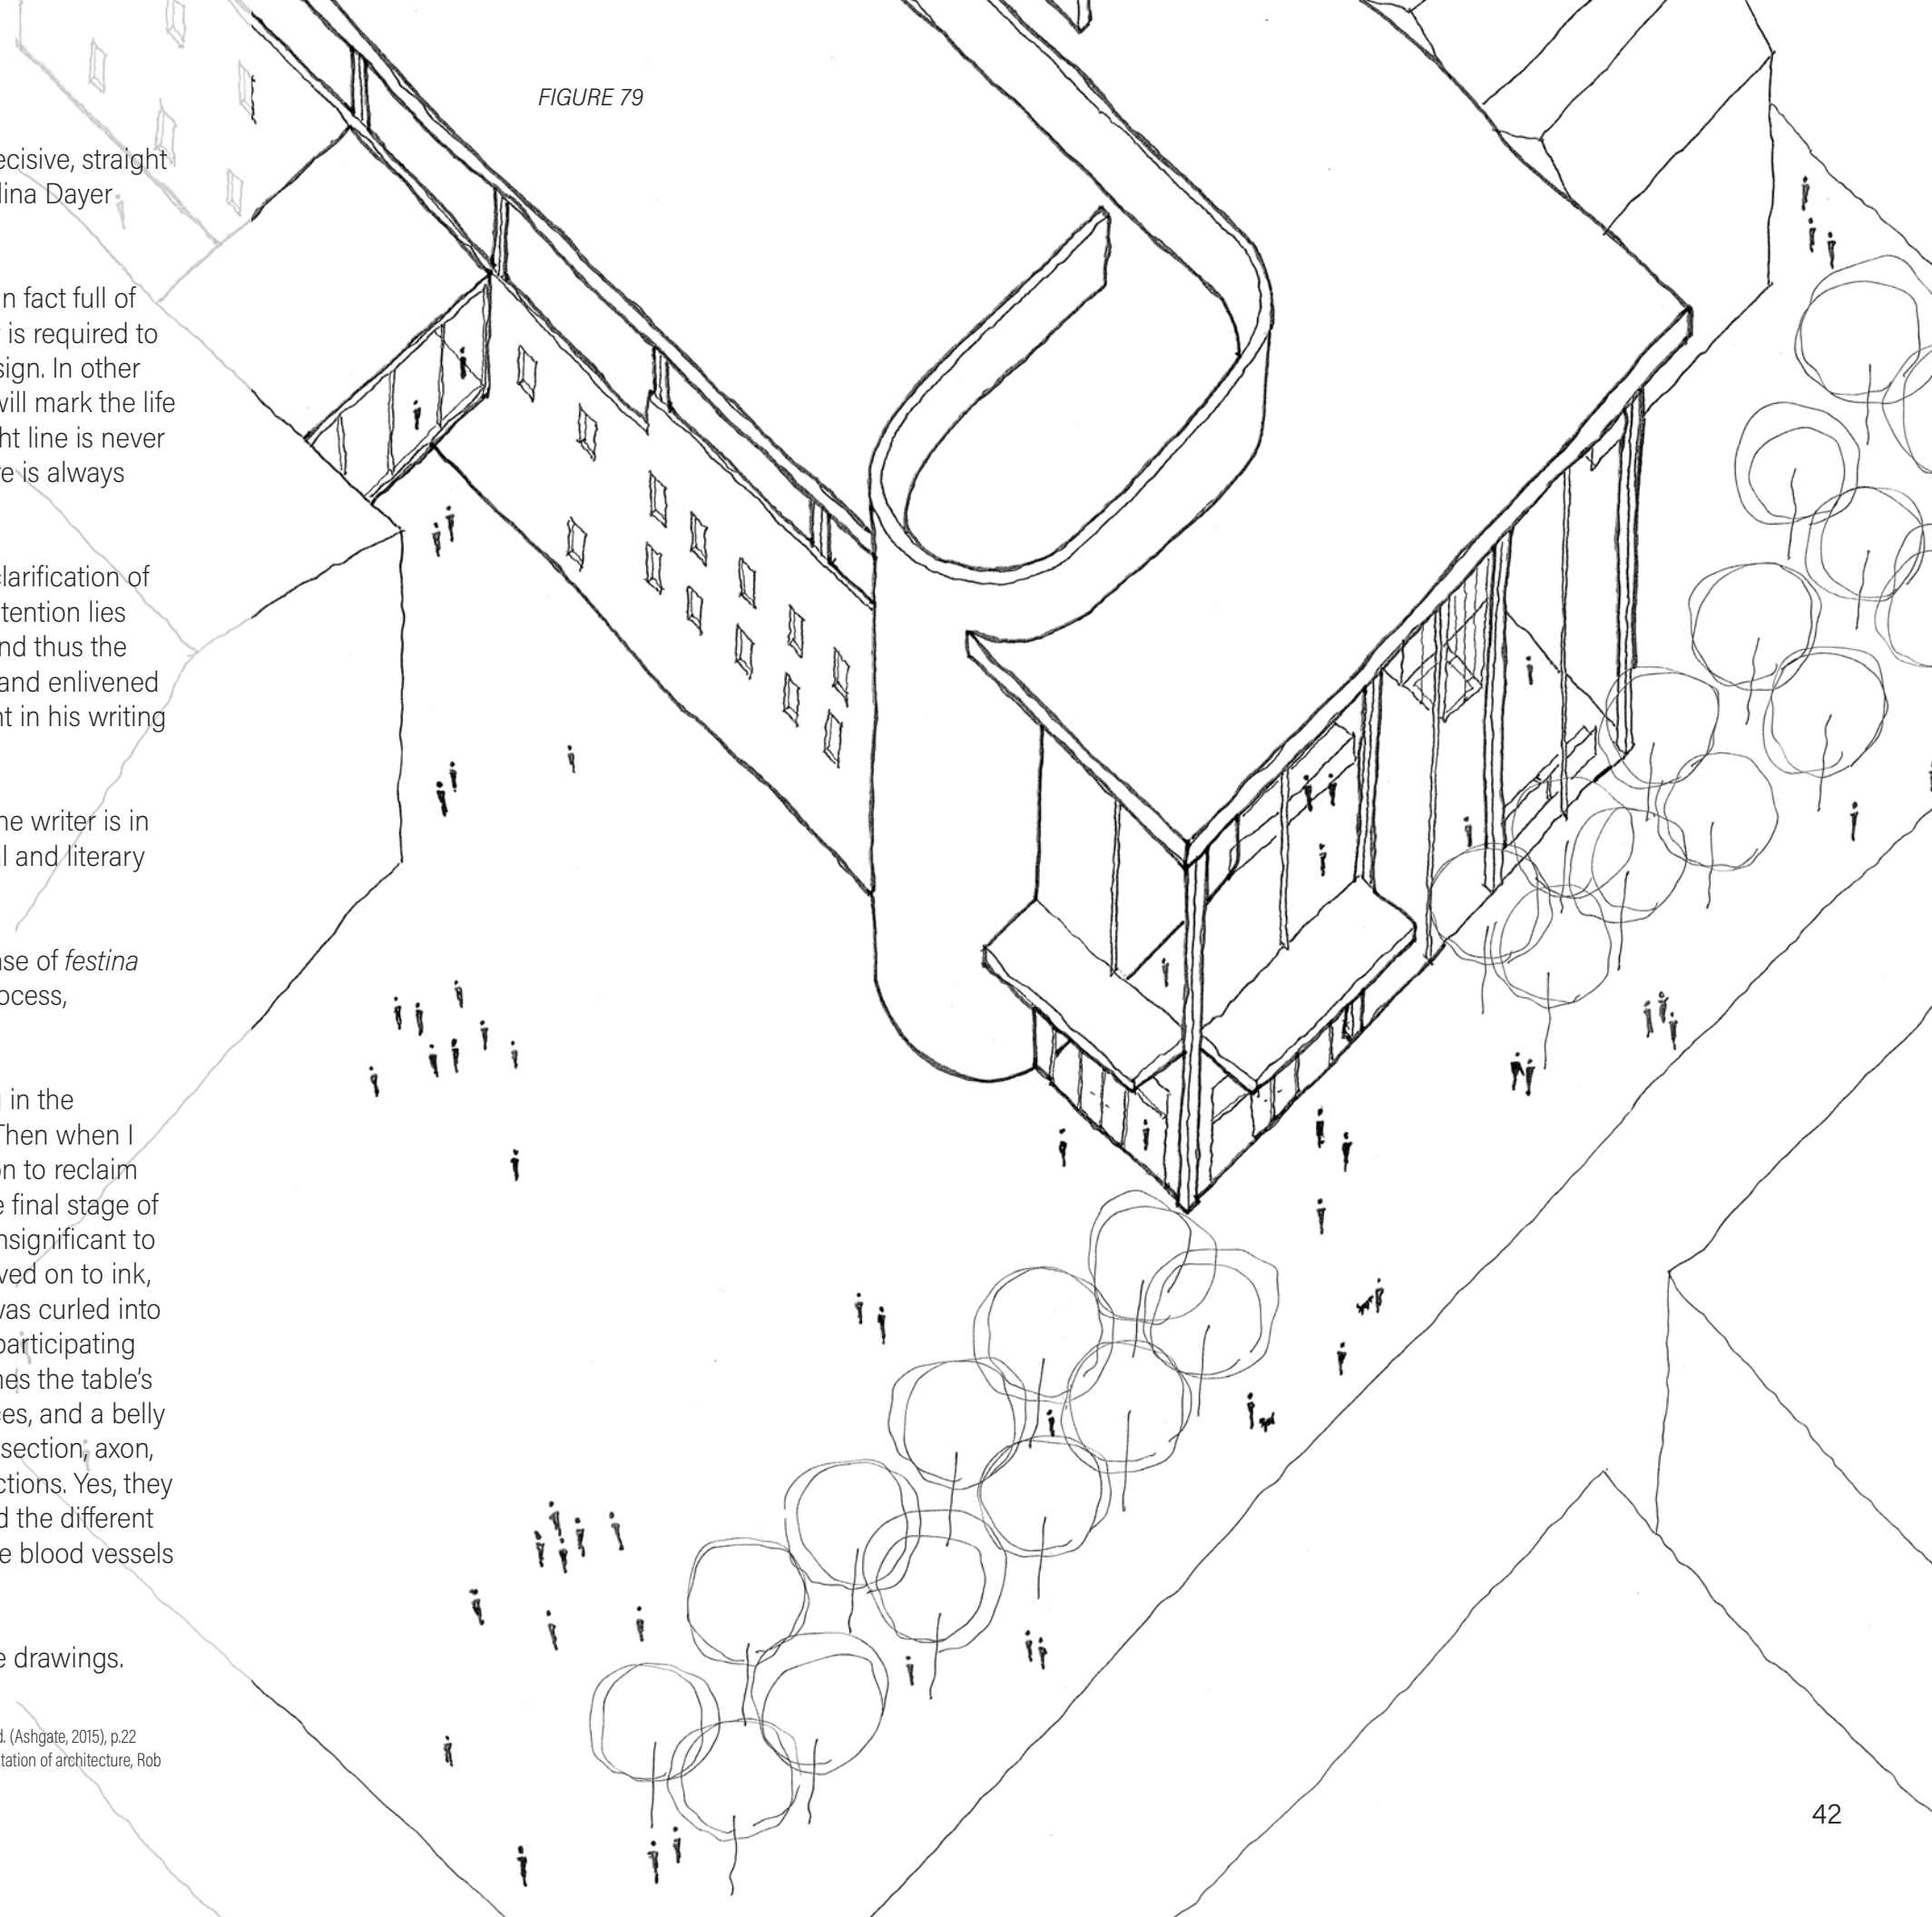 FIGURE 79
ecisive, straight
lina Dayer
n fact full of
is required to
sign. In other
will mark the life
ht line is never
e is always
clarification of
tention lies
nd thus the
and enlivened
nt in his writing
he writer is in
l and literary
ase of festina
ocess,
in the
Then when I
on to reclaim
e final stage of
nsignificant to
ved on to ink,
was curled into
participating
nes the table's
ces, and a belly
section, axon,
ctions. Yes, they
d the different
e blood vessels
e drawings.
d. (Ashgate, 2015), p.22
tation of architecture, Rob
42